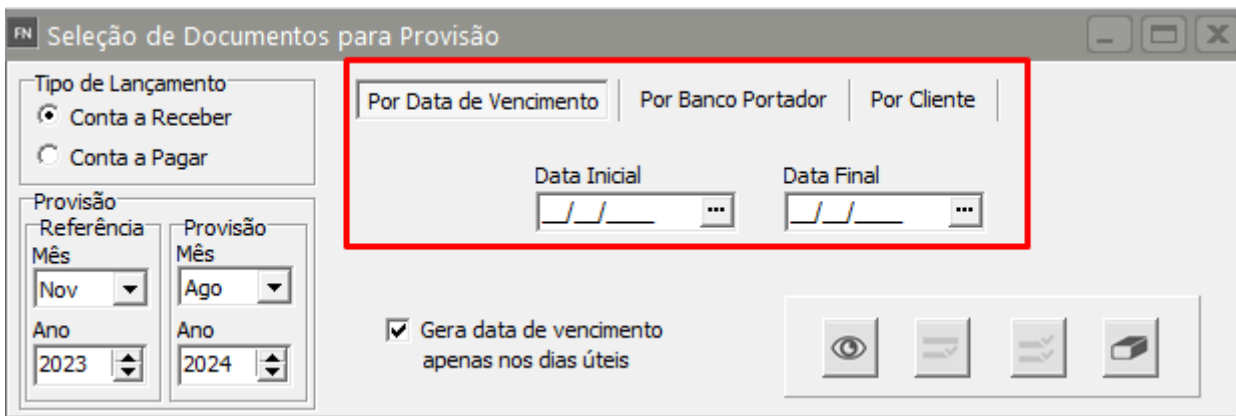 FN Seleção de Documentos para Provisão
Tipo de Lançamento
Conta a Receber
Conta a Pagar
Provisão
Referência
Mês
Nov
Ano
2023
Provisão
Mês
Ago
Ano
2024
Por Data de Vencimento
Por Banco Portador
Por Cliente
Data Inicial
__/__/____ ...
Data Final
__/__/____ ...
Gera data de vencimento
apenas nos dias úteis